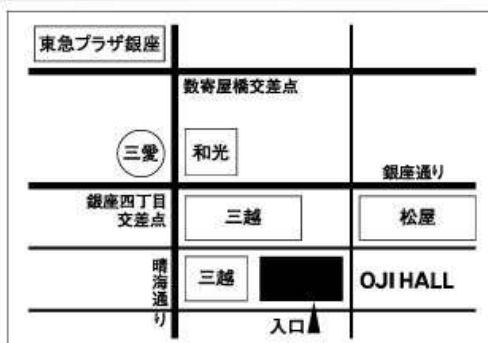 東急プラザ銀座
数寄屋橋交差点
三愛
和光
銀座通り
銀座四丁目
交差点
三越
松屋
晴海通り
三越
OJI HALL
入口